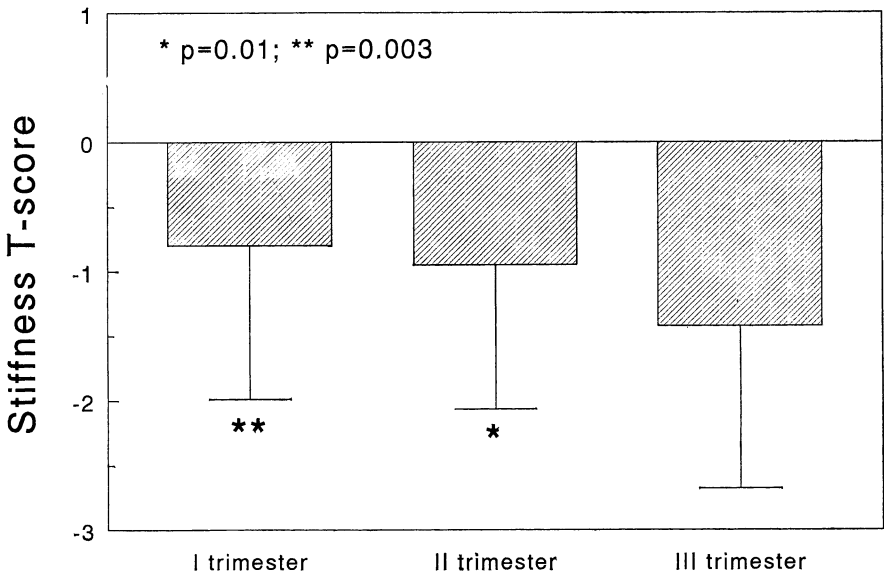 1
* p=0.01; ** p=0.003
Stiffness T-score
0
-1
-2
-3
**
*
I trimester
II trimester
III trimester